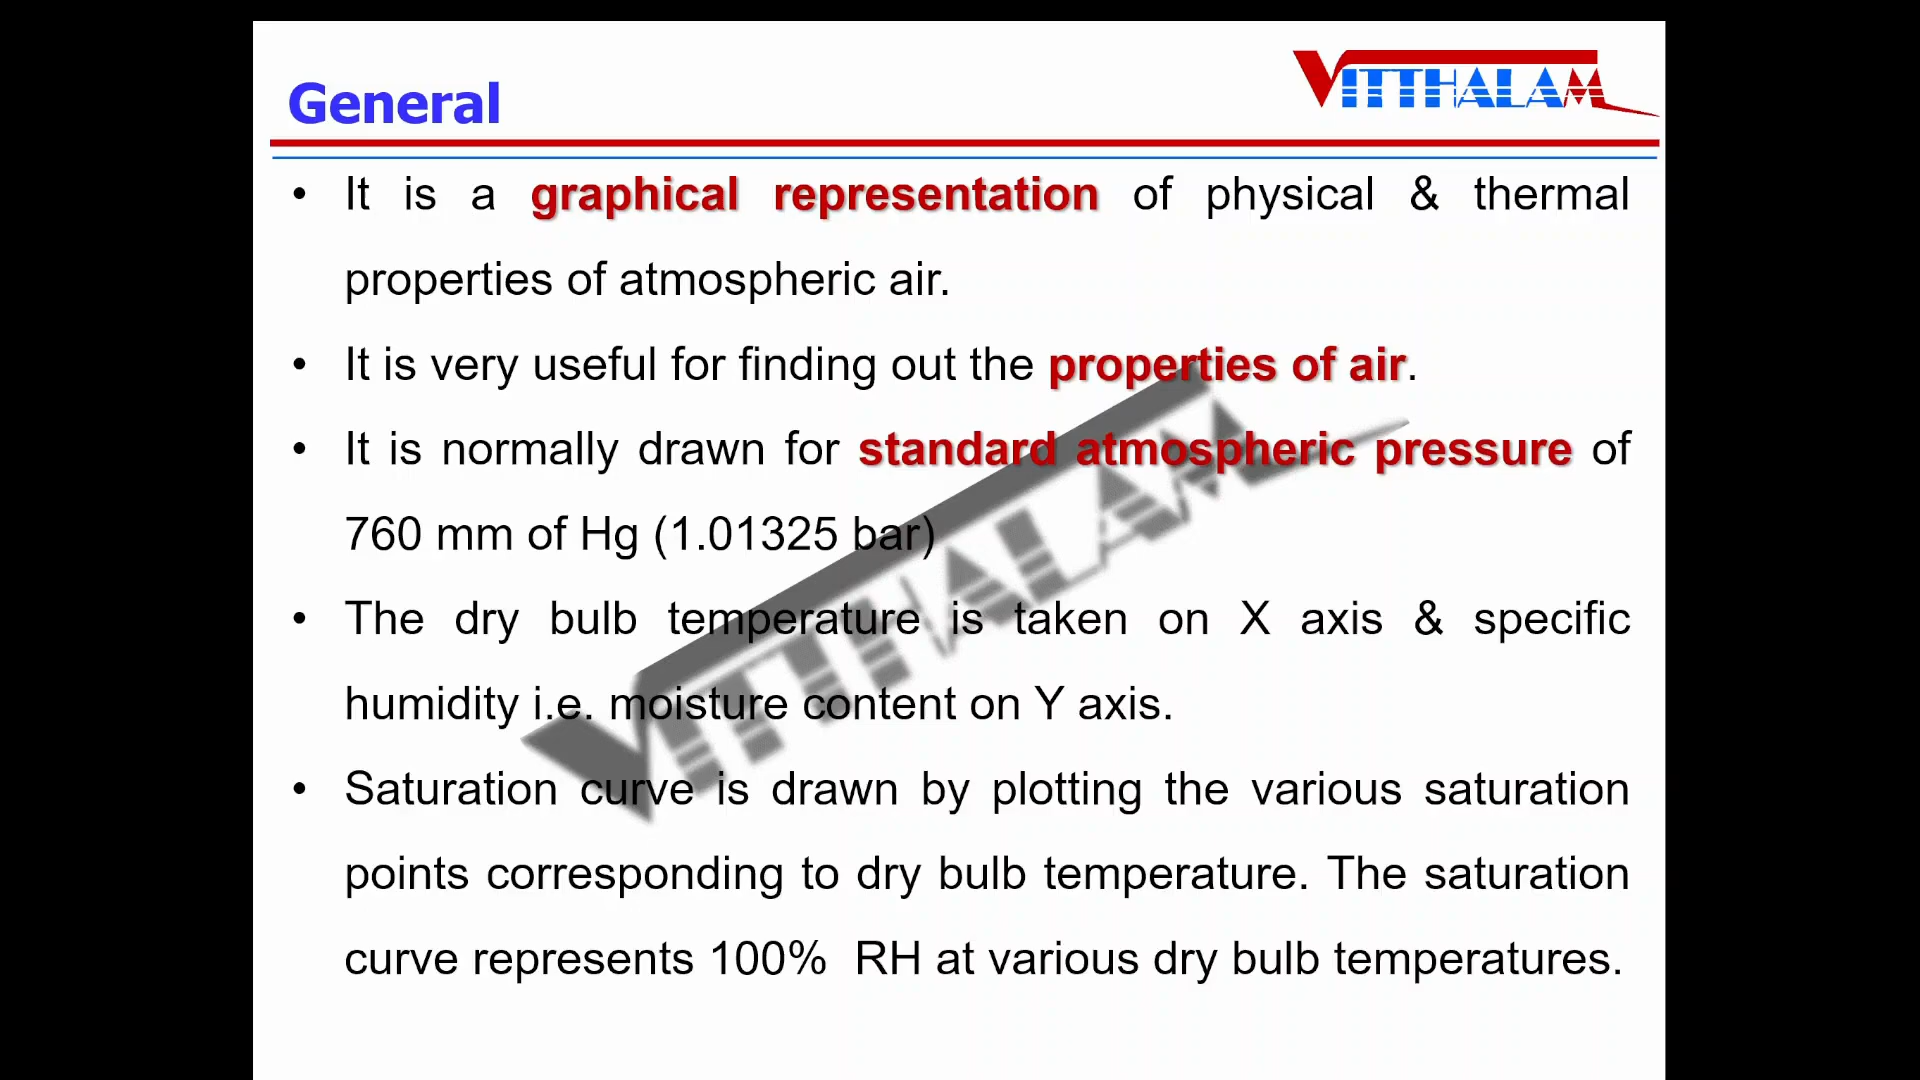 VITTHALAM
General
• It is a graphical representation of physical & thermal
properties of atmospheric air.
• It is very useful for finding out the properties of air.
• It is normally drawn for standard atmospheric pressure of
760 mm of Hg (1.01325 bar)
• The dry bulb temperature is taken on X axis & specific
humidity i.e. moisture content on Y axis.
• Saturation curve is drawn by plotting the various saturation
points corresponding to dry bulb temperature. The saturation
curve represents 100% RH at various dry bulb temperatures.
VITTHALAM